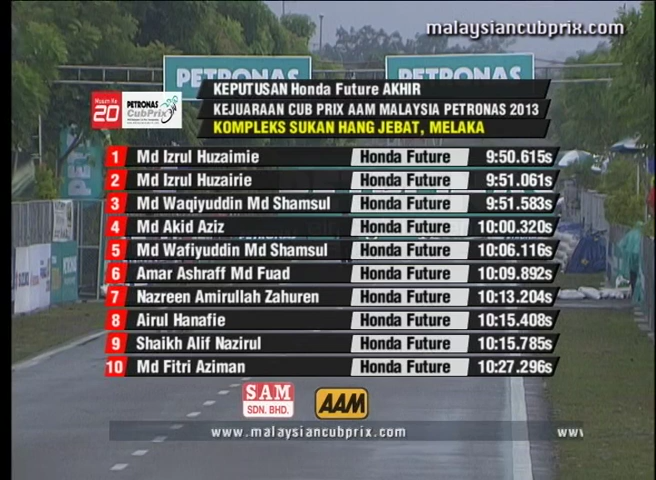 malaysiancubprix.com
PETRONAS PETRONAS
KEPUTUSAN Honda Future AKHIR
Musim Ke 20 PETRONAS CubPrix KEJUARAAN CUB PRIX AAM MALAYSIA PETRONAS 2013
KOMPLEKS SUKAN HANG JEBAT, MELAKA
1 Md Izrul Huzaimie Honda Future 9:50.615s
2 Md Izrul Huzairie Honda Future 9:51.061s
3 Md Waqiyuddin Md Shamsul Honda Future 9:51.583s
4 Md Akid Aziz Honda Future 10:00.320s
5 Md Wafiyuddin Md Shamsul Honda Future 10:06.116s
6 Amar Ashraff Md Fuad Honda Future 10:09.892s
7 Nazreen Amirullah Zahuren Honda Future 10:13.204s
8 Airul Hanafie Honda Future 10:15.408s
9 Shaikh Alif Nazirul Honda Future 10:15.785s
10 Md Fitri Aziman Honda Future 10:27.296s
SAM AAM
SDN. BHD.
www.malaysiancubprix.com ww